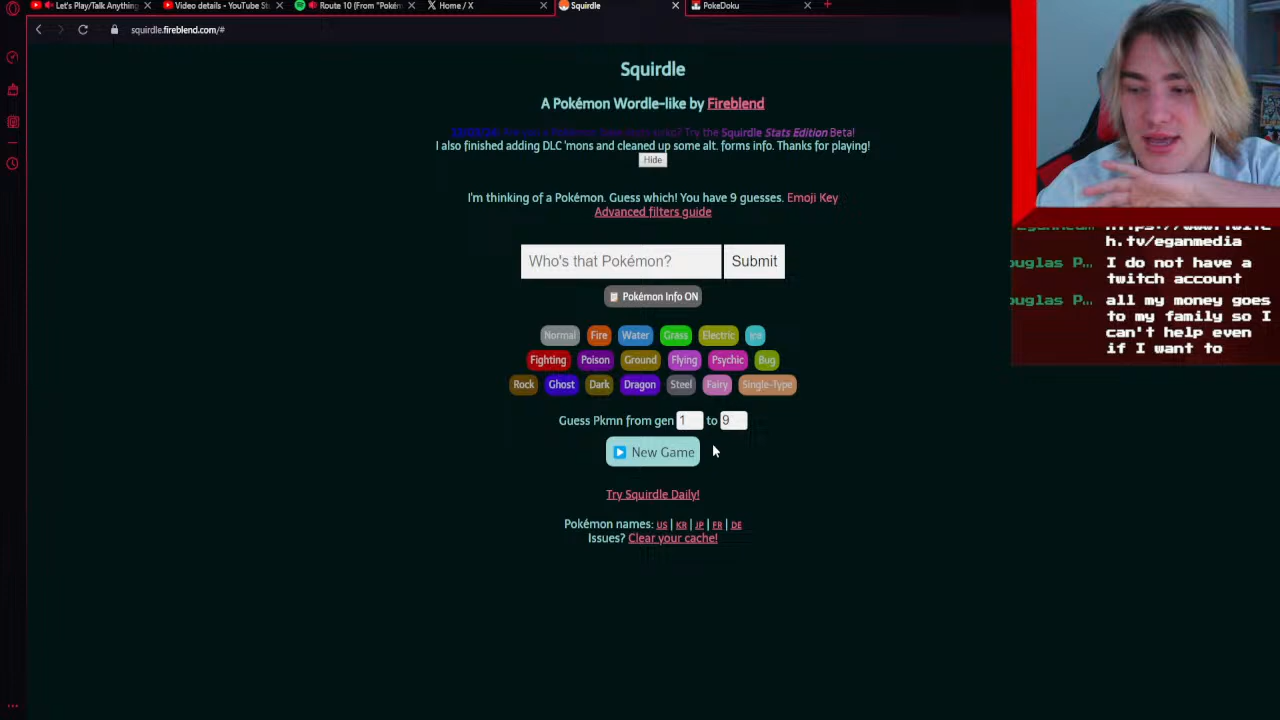 Let's Play/Talk Anything
Video details - YouTube St
Route 10 (From "Pokém
Home / X
Squirdle
PokeDoku
squirdle.fireblend.com/#
Squirdle
A Pokémon Wordle-like by Fireblend
Try the Squirdle Stats Edition Beta!
I also finished adding DLC 'mons and cleaned up some alt. forms info. Thanks for playing!
Hide
I'm thinking of a Pokémon. Guess which! You have 9 guesses. Emoji Key
Advanced filters guide
Who's that Pokémon? Submit
Pokémon Info ON
Normal Fire Water Grass Electric Ice
Fighting Poison Ground Flying Psychic Bug
Rock Ghost Dark Dragon Steel Fairy Single-Type
Guess Pkmn from gen 1 to 9
New Game
Try Squirdle Daily!
Pokémon names: US | KR | JP | FR | DE
Issues? Clear your cache!
h.tv/eganmedia
ouglas P... I do not have a
twitch account
ouglas P... all my money goes
to my family so I
can't help even
if I want to